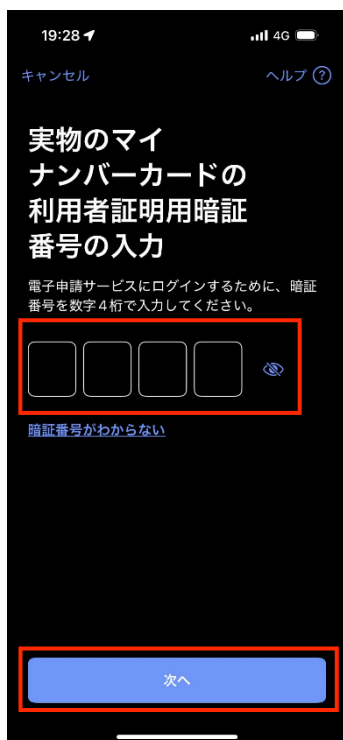 19:28
4G
キャンセル
ヘルプ ?
実物のマイ
ナンバーカードの
利用者証明用暗証
番号の入力
電子申請サービスにログインするために、暗証
番号を数字4桁で入力してください。
暗証番号がわからない
次へ